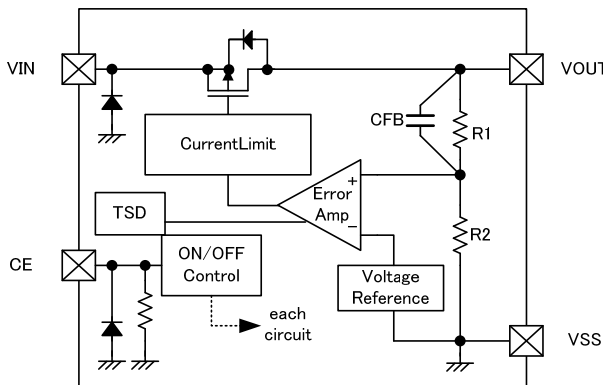 VIN
VOUT
CurrentLimit
CFB
R1
+
Error
Amp
−
TSD
R2
CE
ON/OFF
Control
Voltage
Reference
each
circuit
VSS